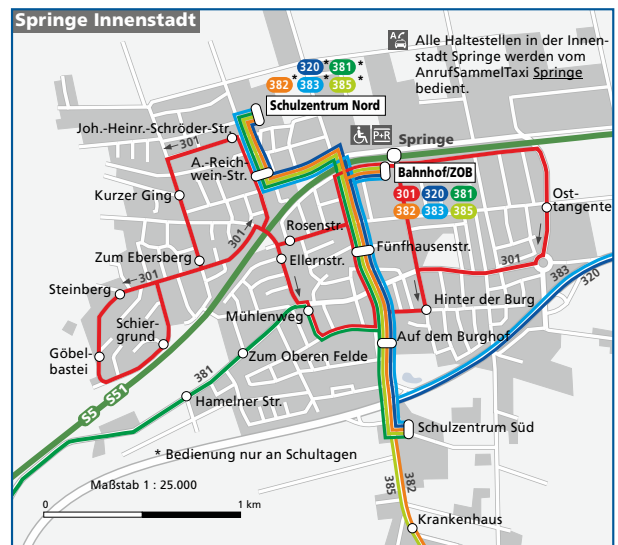 Springe Innenstadt
Alle Haltestellen in der Innen-
stadt Springe werden vom
AnrufSammelTaxi Springe
bedient.
A
320 * 381 *
382 * 383 * 385 *
Schulzentrum Nord
Joh.-Heinr.-Schröder-Str.
301
P+R
Springe
A.-Reich-
wein-Str.
Bahnhof/ZOB
301 320 381
382 383 385
Kurzer Ging
Ost-
tangente
Rosenstr.
301
Fünfhausenstr.
Zum Ebersberg
Ellernstr.
301
301
383
320
Steinberg
Hinter der Burg
Mühlenweg
Schier-
grund
Auf dem Burghof
Göbel-
bastei
Zum Oberen Felde
381
Hamelner Str.
S5
S51
Schulzentrum Süd
* Bedienung nur an Schultagen
Maßstab 1 : 25.000
385
382
0 1 km
Krankenhaus